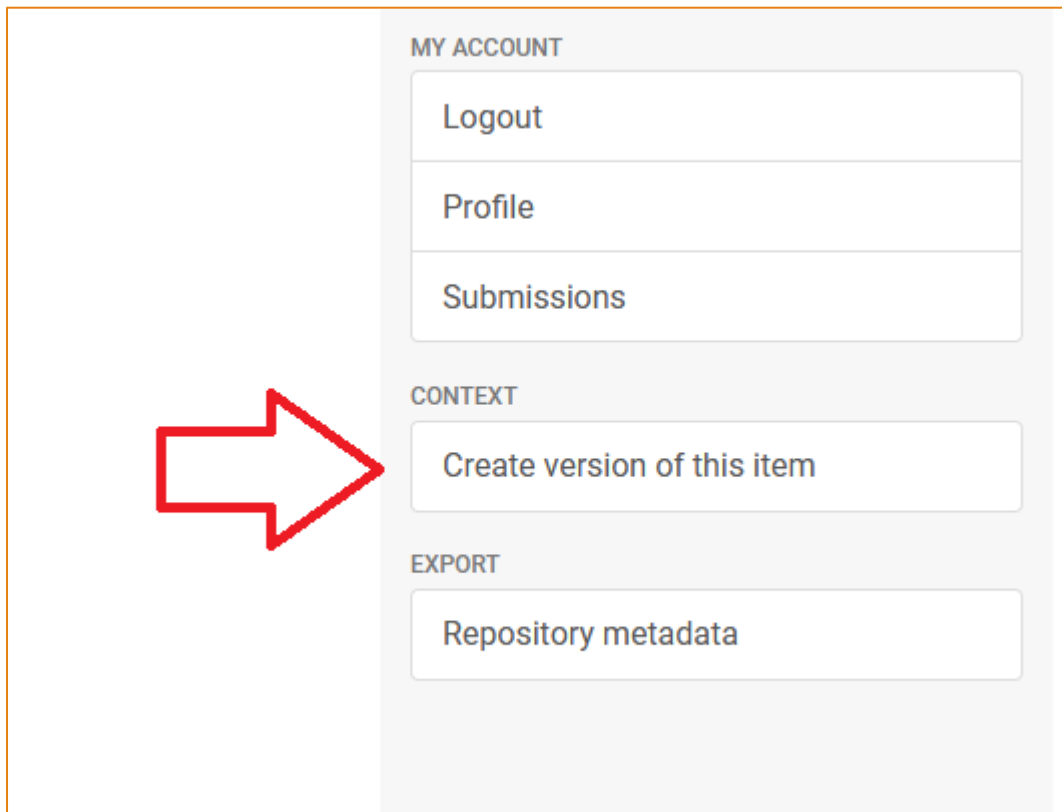 MY ACCOUNT
Logout
Profile
Submissions
CONTEXT
Create version of this item
EXPORT
Repository metadata